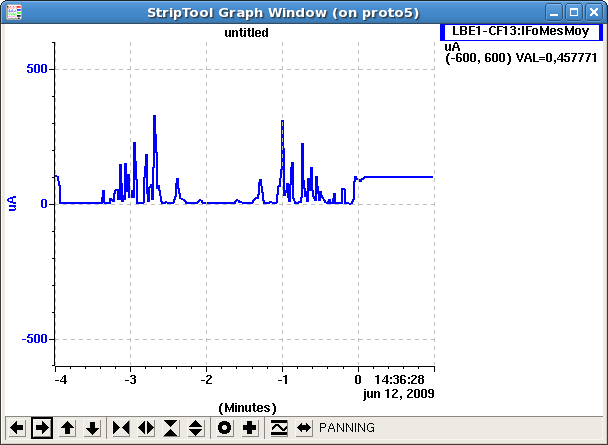 StripTool Graph Window (on proto5)
untitled
LBE1-CF13:IFoMesMoy
uA
(-600, 600) VAL=0,457771
500
0
-500
uA
-4 -3 -2 -1 0 14:36:28
jun 12, 2009
(Minutes)
PANNING